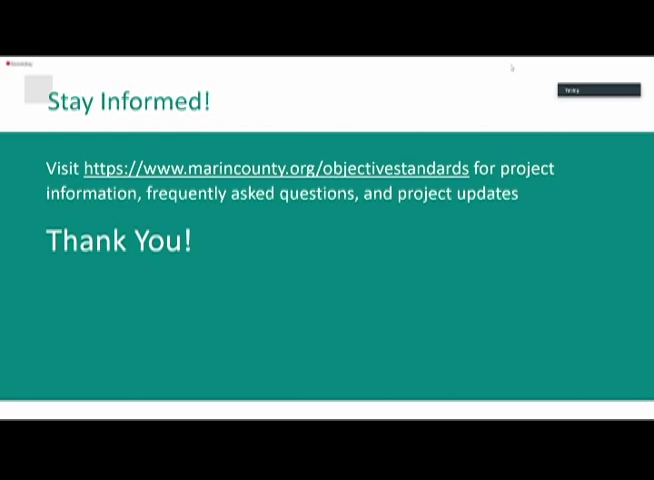 Stay Informed!
Visit https://www.marincounty.org/objectivestandards for project
information, frequently asked questions, and project updates
Thank You!